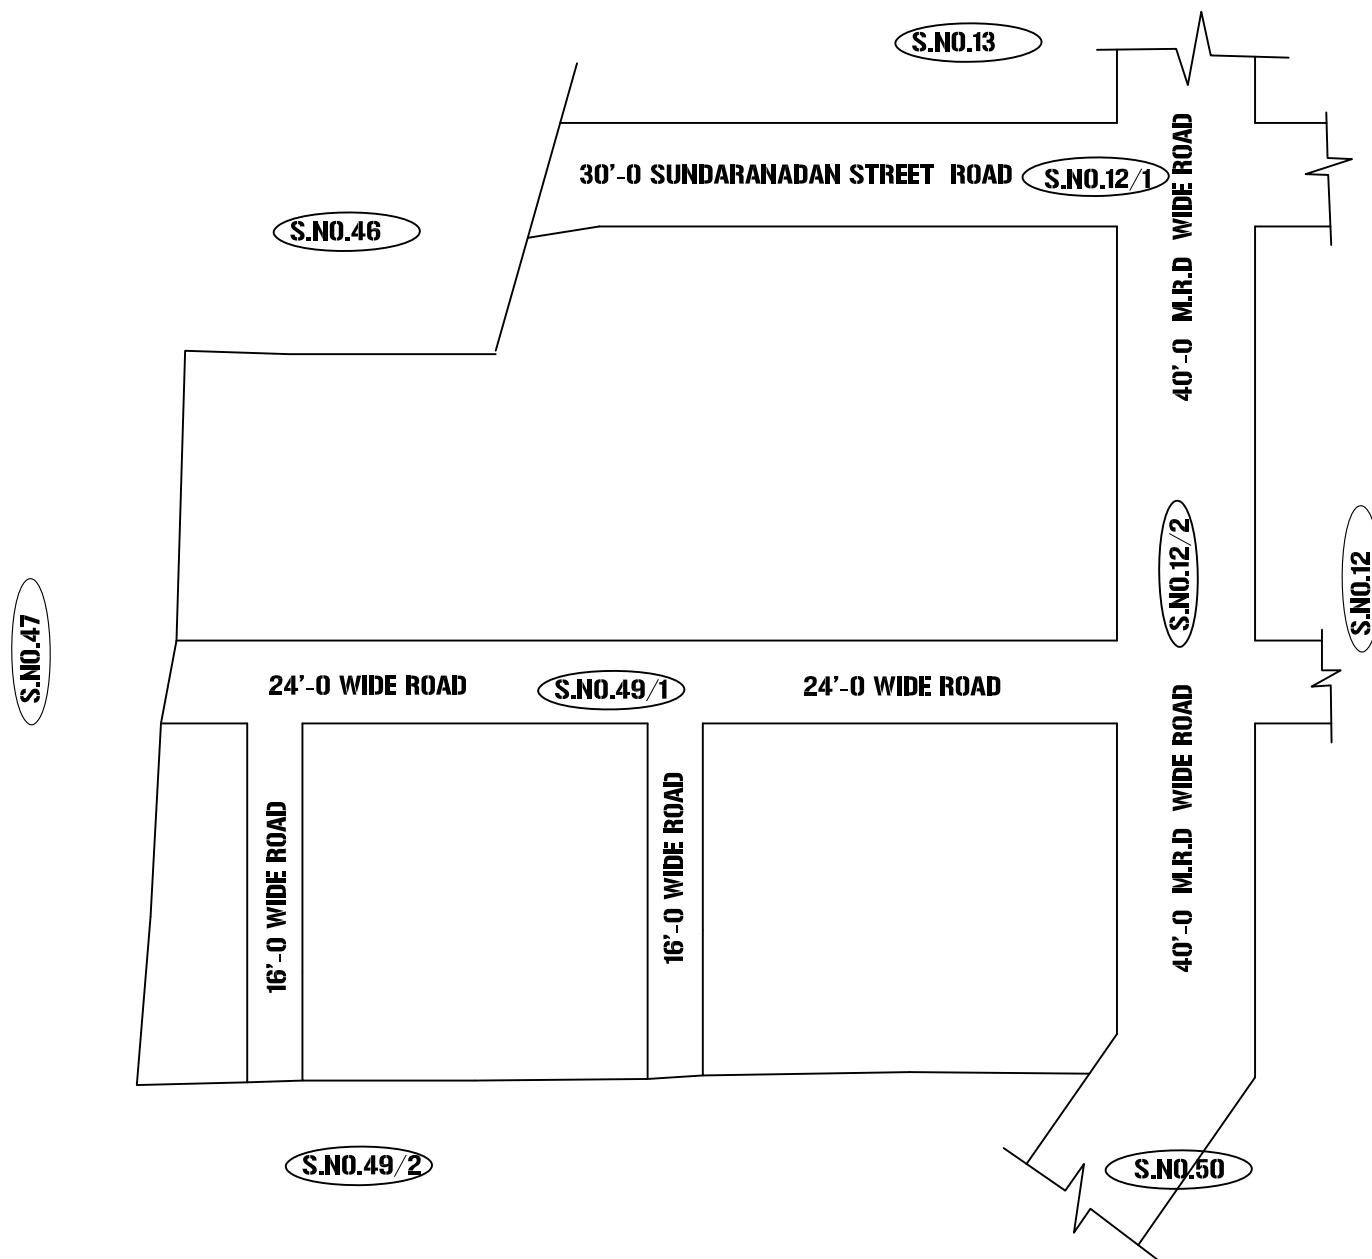 S.NO.13
30'-0 SUNDARANADAN STREET ROAD
S.NO.12/1
40'-0 M.R.D WIDE ROAD
S.NO.46
S.NO.12/2
S.NO.12
S.NO.47
24'-0 WIDE ROAD
S.NO.49/1
24'-0 WIDE ROAD
16'-0 WIDE ROAD
16'-0 WIDE ROAD
40'-0 M.R.D WIDE ROAD
S.NO.49/2
S.NO.50